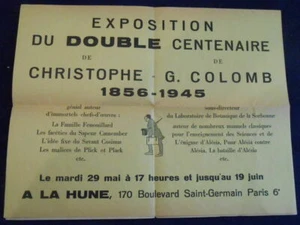 EXPOSITION
DU DOUBLE CENTENAIRE
DE DE
CHRISTOPHE - G. COLOMB
1856-1945
génial auteur
d'immortels chefs-d'œuvre :
La Famille Fenouillard
Les facéties du Sapeur Camember
L'idée fixe du Savant Cosinus
Les malices de Plick et Plock
etc.
sous-directeur
du Laboratoire de Botanique de la Sorbonne
auteur de nombreux manuels classiques
pour l'enseignement des Sciences et de
L'énigme d'Alésia, Pour Alésia contre
Alésia, La bataille d'Alésia
etc.
Le mardi 29 mai à 17 heures et jusqu'au 19 juin
A LA HUNE, 170 Boulevard Saint-Germain Paris 6e